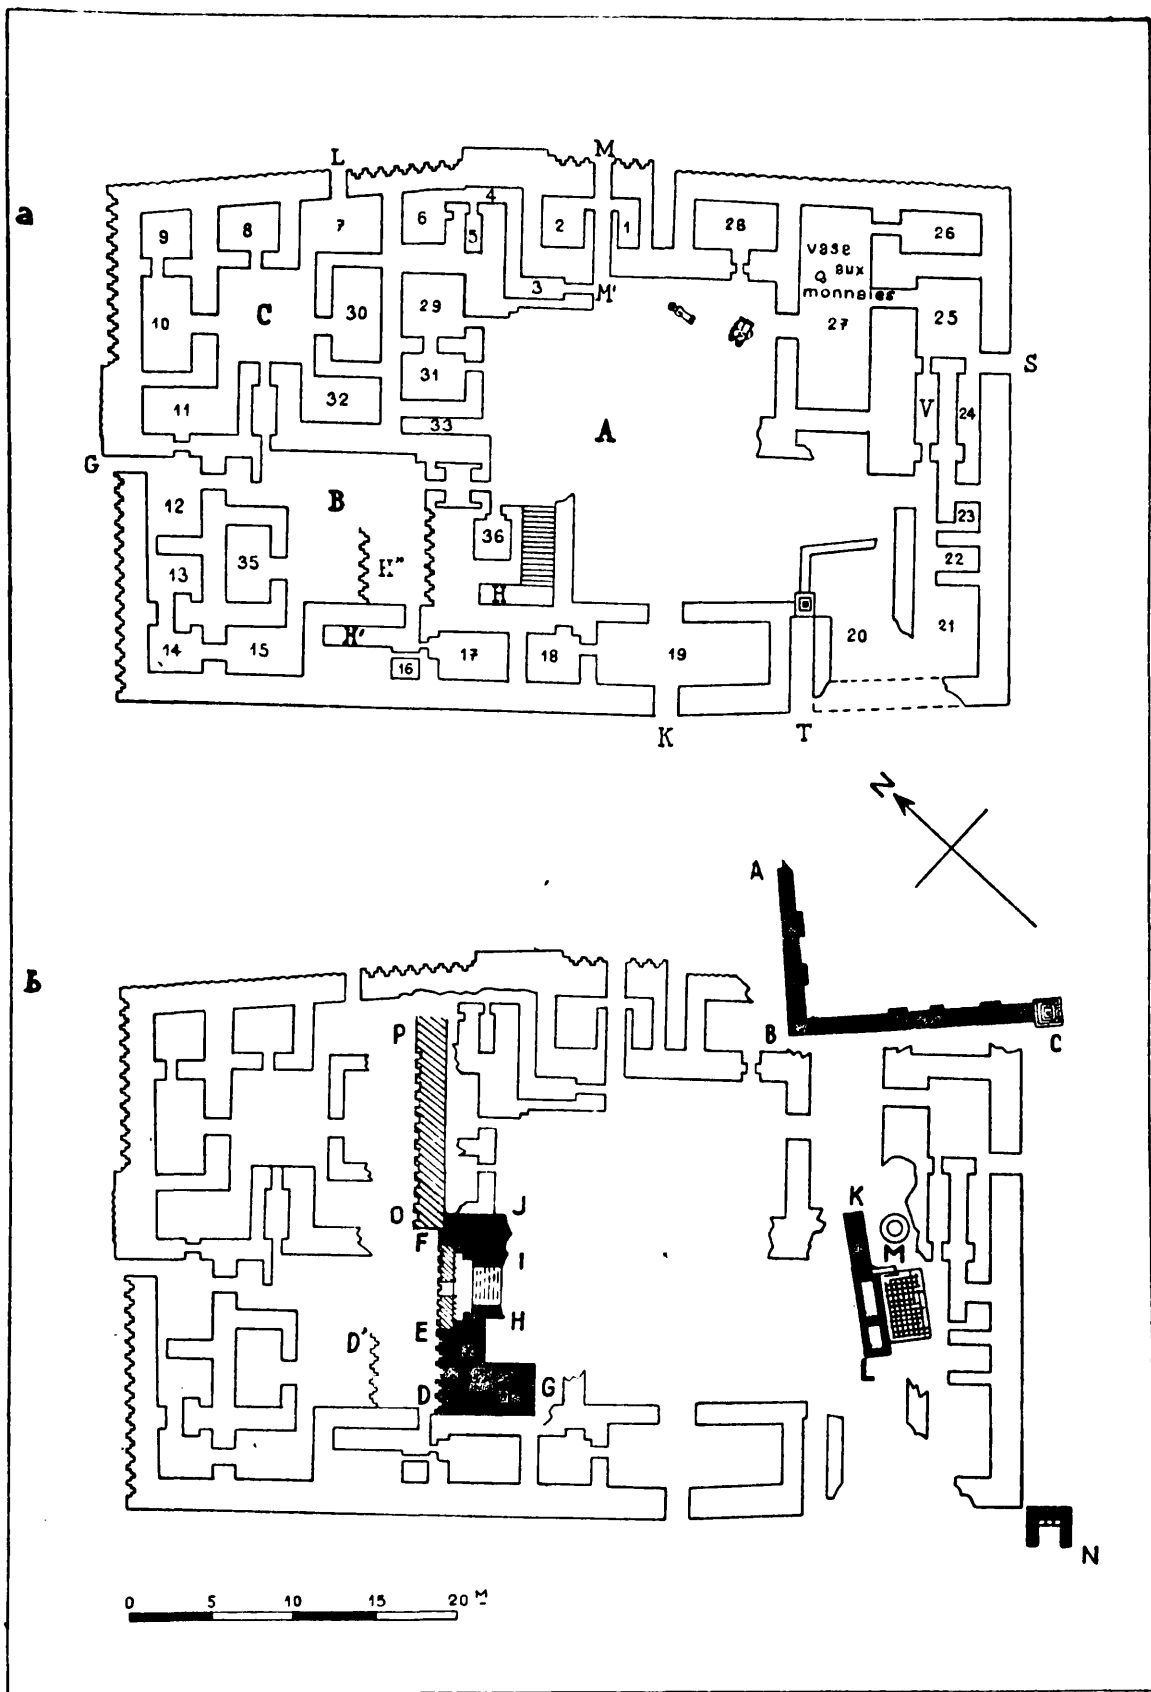 a
L
M
9
8
7
6
4
5
2
1
28
26
vase
aux
monnaies
3
M'
10
C
30
29
27
25
S
31
11
32
33
A
V
24
G
12
B
36
23
35
H"
22
13
H
H'
20
21
14
15
16
17
18
19
K
T
N
b
A
P
B
C
O
J
K
F
I
M
H
E
D'
L
D
G
N
0 5 10 15 20 M